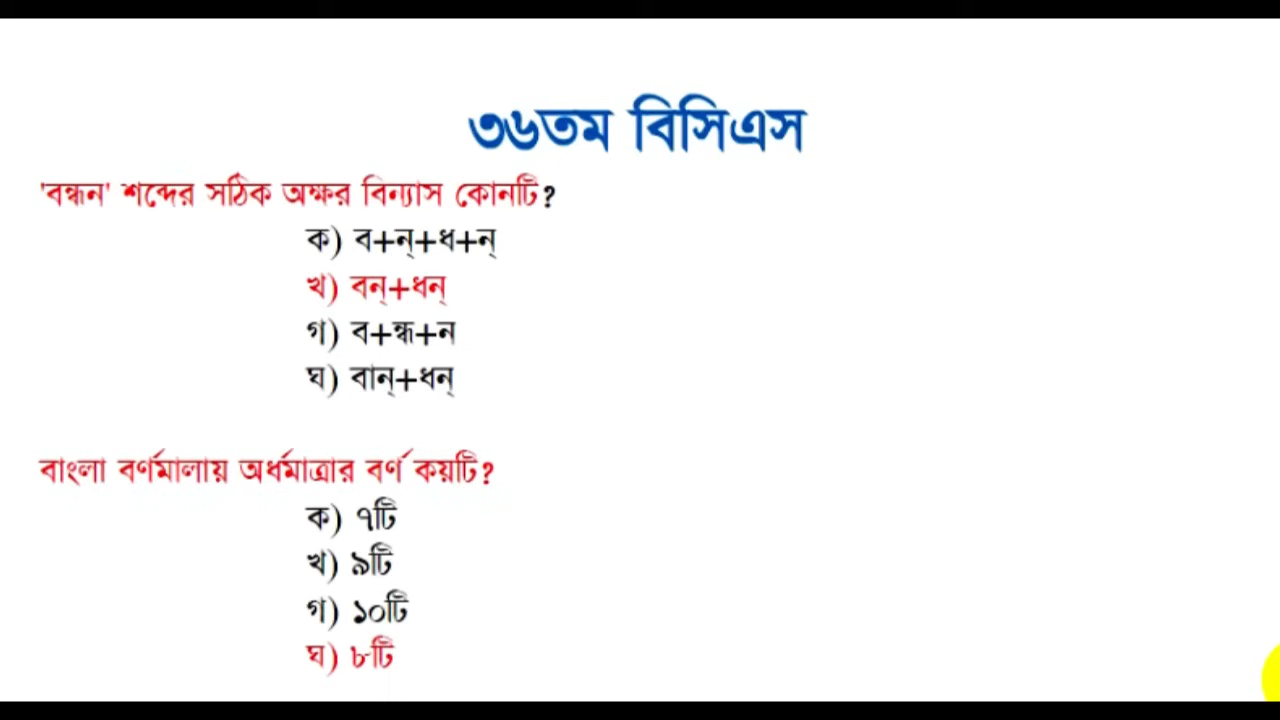 ৩৬তম বিসিএস
'বন্ধন' শব্দের সঠিক অক্ষর বিন্যাস কোনটি?
ক) ব+ন্+ধ+ন্
খ) বন্+ধন্
গ) ব+ন্ধ+ন
ঘ) বান্+ধন্
বাংলা বর্ণমালায় অর্ধমাত্রার বর্ণ কয়টি?
ক) ৭টি
খ) ৯টি
গ) ১০টি
ঘ) ৮টি